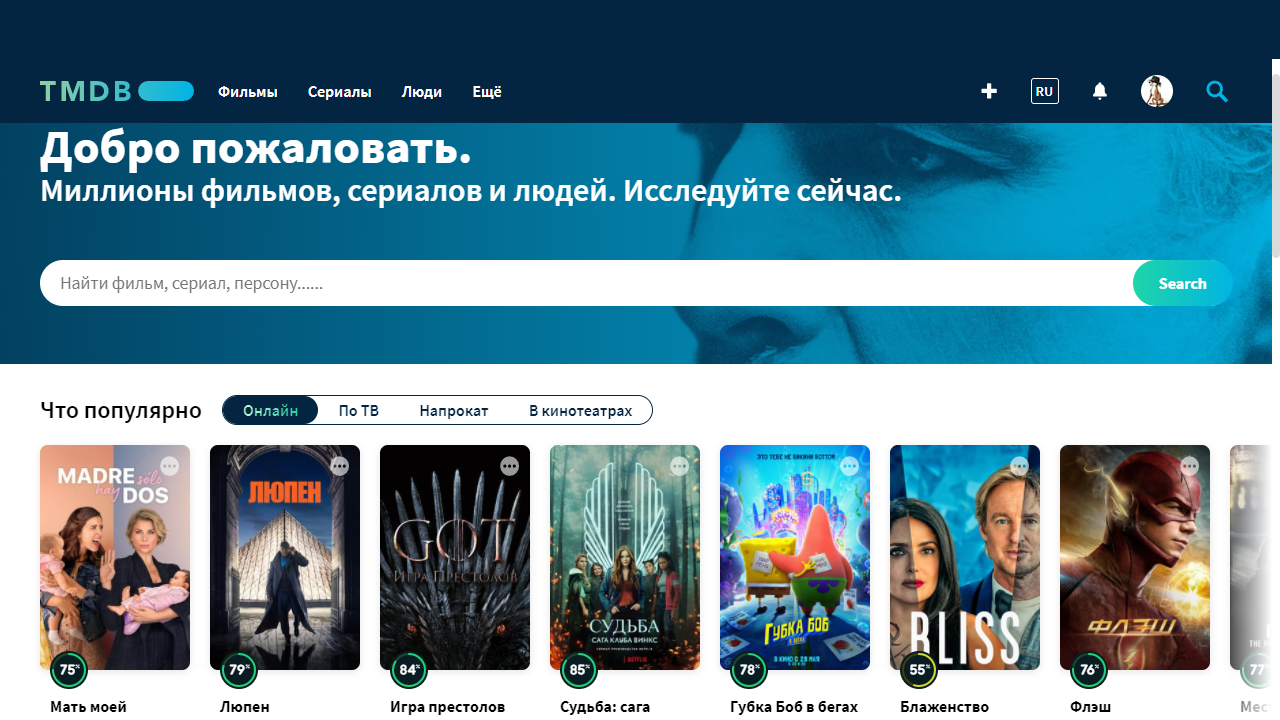 TMDB
Фильмы
Сериалы
Люди
Ещё
RU
Добро пожаловать.
Миллионы фильмов, сериалов и людей. Исследуйте сейчас.
Найти фильм, сериал, персону......
Search
Что популярно
Онлайн
По ТВ
Напрокат
В кинотеатрах
MADRE sólo
hay DOS
ЛЮПЕН
GOT
ИГРА ПРЕСТОЛОВ
СУДЬБА
САГА КЛУБА ВИНКС
NETFLIX
ЭТО ТЕБЕ НЕ БИКИНИ БОТТОМ
ГУБКА БОБ
В КИНО С 28 МАЯ
BLISS
ФЛЭШ
75%
79%
84%
85%
78%
55%
76%
77%
Мать моей
Люпен
Игра престолов
Судьба: сага
Губка Боб в бегах
Блаженство
Флэш